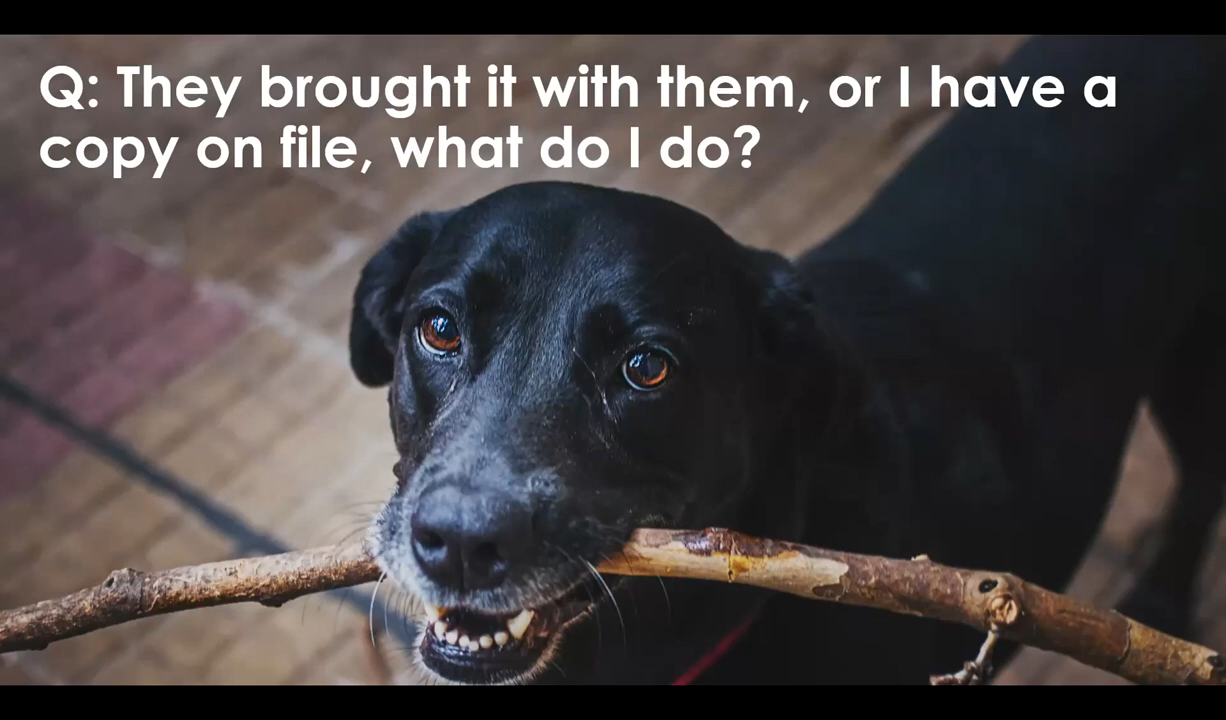 Q: They brought it with them, or I have a
copy on file, what do I do?